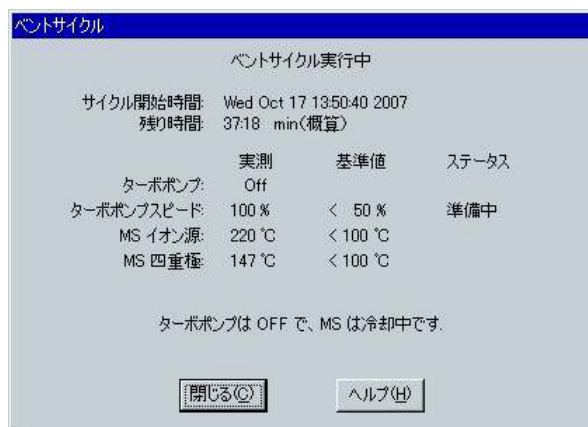 ベントサイクル
ベントサイクル実行中
サイクル開始時間: Wed Oct 17 13:50:40 2007
残り時間: 37:18 min(概算)
実測 基準値 ステータス
ターボポンプ: Off
ターボポンプスピード: 100 % < 50 % 準備中
MS イオン源: 220 ℃ < 100 ℃
MS 四重極: 147 ℃ < 100 ℃
ターボポンプは OFF で、MS は冷却中です.
閉じる(C) ヘルプ(H)